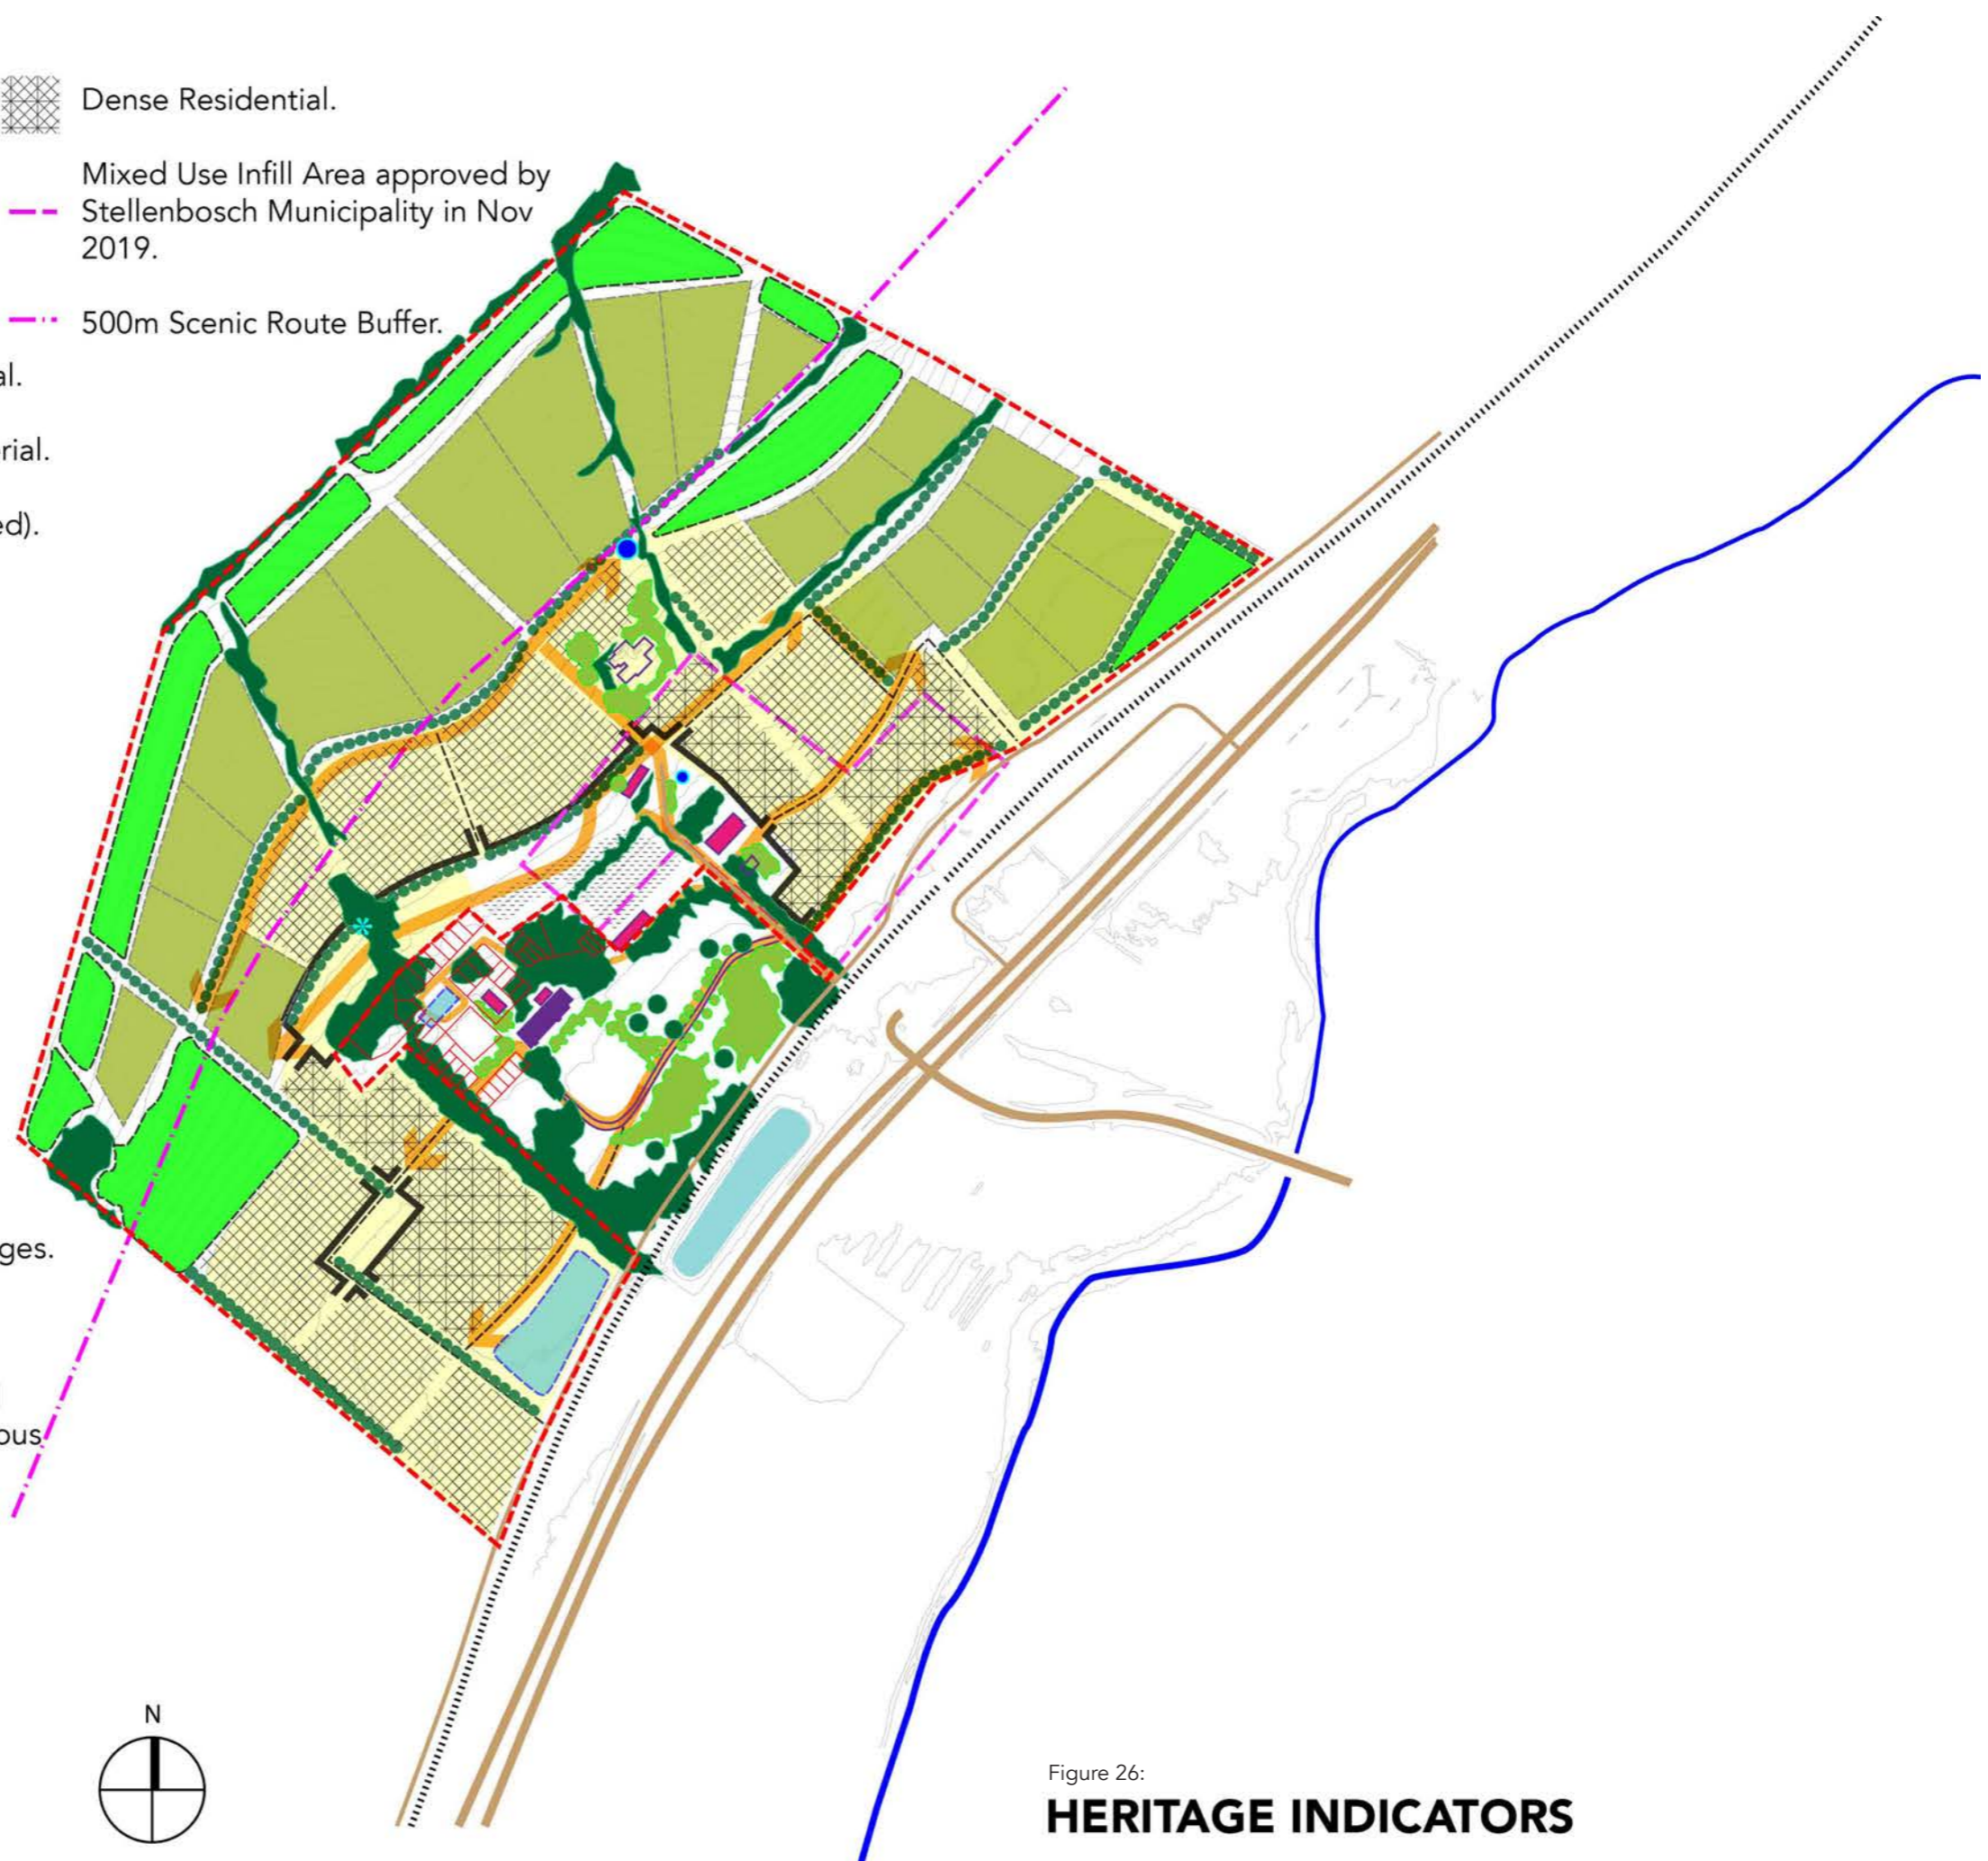 Dense Residential.
Mixed Use Infill Area approved by
Stellenbosch Municipality in Nov
2019.
500m Scenic Route Buffer.
al.
rial.
ed).
ges.
ous
N
Figure 26:
HERITAGE INDICATORS